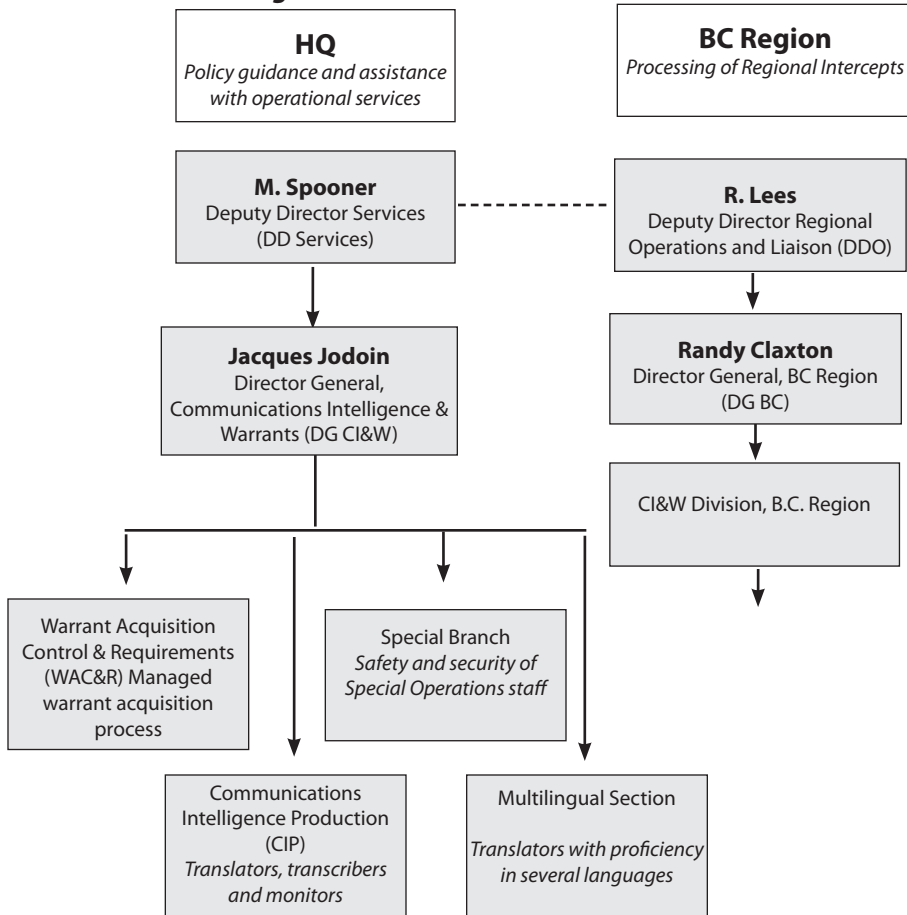 HQ
Policy guidance and assistance
with operational services
BC Region
Processing of Regional Intercepts
M. Spooner
Deputy Director Services
(DD Services)
R. Lees
Deputy Director Regional
Operations and Liaison (DDO)
Jacques Jodoin
Director General,
Communications Intelligence &
Warrants (DG CI&W)
Randy Claxton
Director General, BC Region
(DG BC)
CI&W Division, B.C. Region
Warrant Acquisition
Control & Requirements
(WAC&R) Managed
warrant acquisition
process
Special Branch
Safety and security of
Special Operations staff
Communications
Intelligence Production
(CIP)
Translators, transcribers
and monitors
Multilingual Section
Translators with proficiency
in several languages